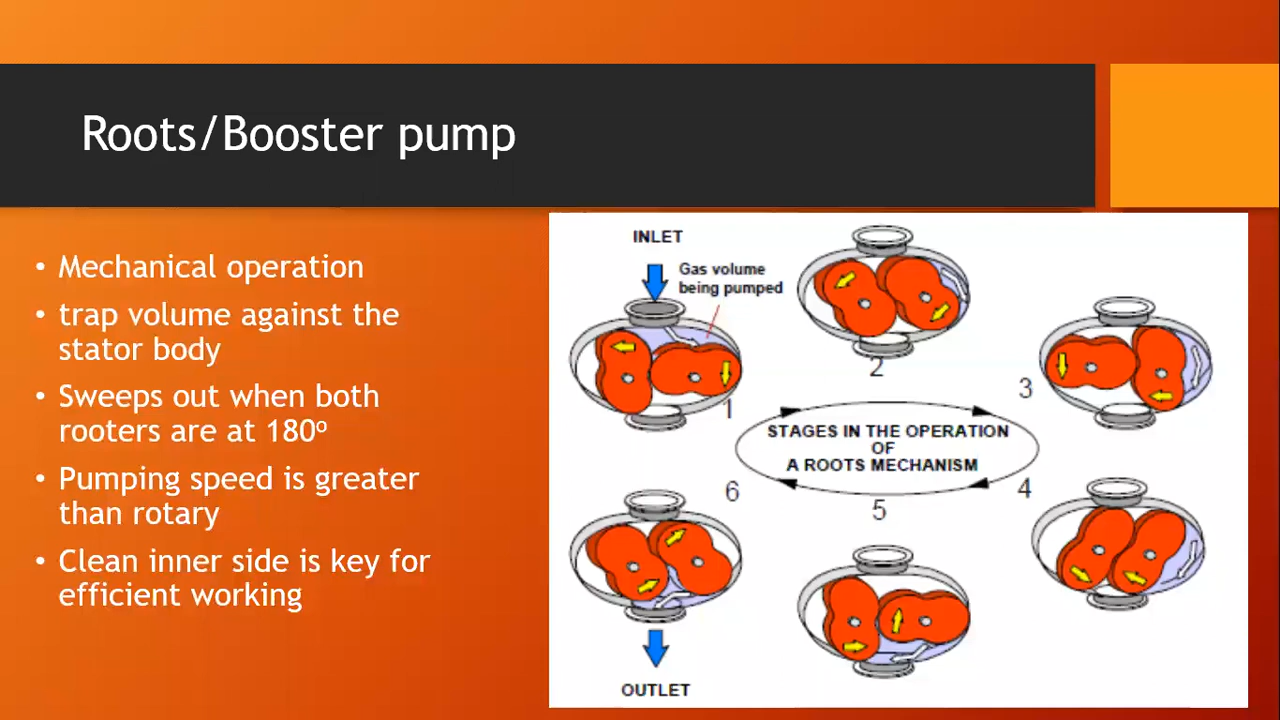 Roots/Booster pump
• Mechanical operation
• trap volume against the
stator body
• Sweeps out when both
rooters are at 180º
• Pumping speed is greater
than rotary
• Clean inner side is key for
efficient working
INLET
Gas volume
being pumped
1
2
3
STAGES IN THE OPERATION
OF
A ROOTS MECHANISM
4
5
6
OUTLET